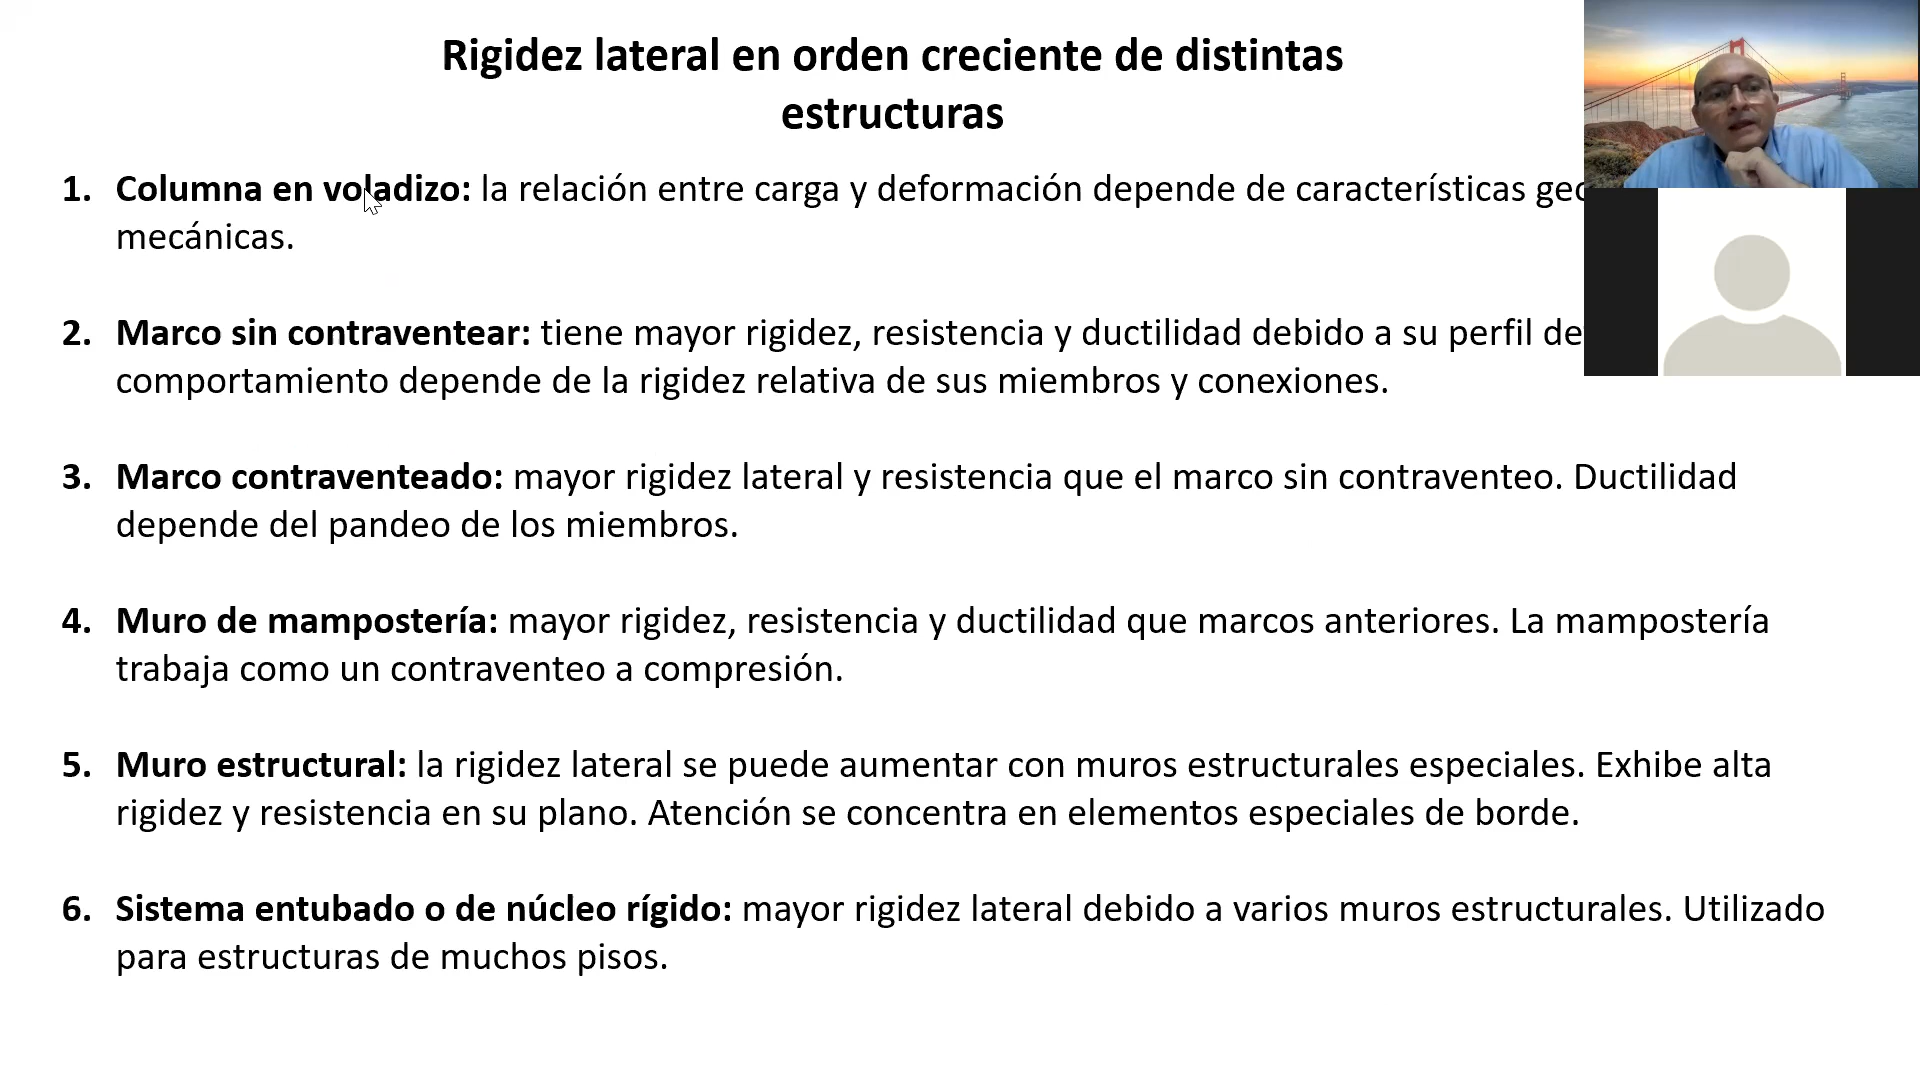 Rigidez lateral en orden creciente de distintas
estructuras
1. Columna en voladizo: la relación entre carga y deformación depende de características
mecánicas.
2. Marco sin contraventear: tiene mayor rigidez, resistencia y ductilidad debido a su perfil
comportamiento depende de la rigidez relativa de sus miembros y conexiones.
3. Marco contraventeado: mayor rigidez lateral y resistencia que el marco sin contraventeo. Ductilidad
depende del pandeo de los miembros.
4. Muro de mampostería: mayor rigidez, resistencia y ductilidad que marcos anteriores. La mampostería
trabaja como un contraventeo a compresión.
5. Muro estructural: la rigidez lateral se puede aumentar con muros estructurales especiales. Exhibe alta
rigidez y resistencia en su plano. Atención se concentra en elementos especiales de borde.
6. Sistema entubado o de núcleo rígido: mayor rigidez lateral debido a varios muros estructurales. Utilizado
para estructuras de muchos pisos.